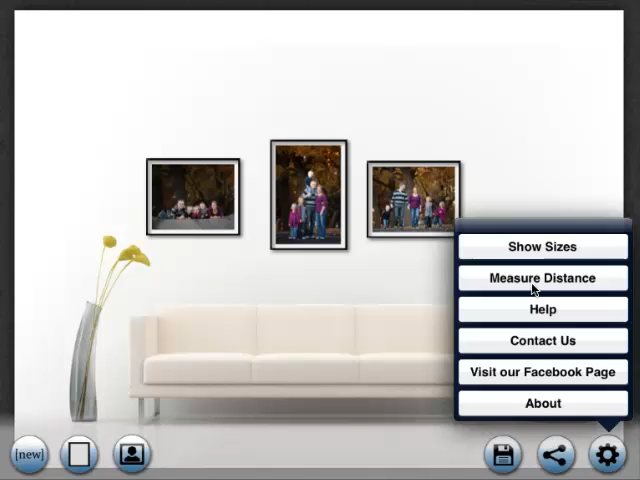 Show Sizes
Measure Distance
Help
Contact Us
Visit our Facebook Page
About
[new]